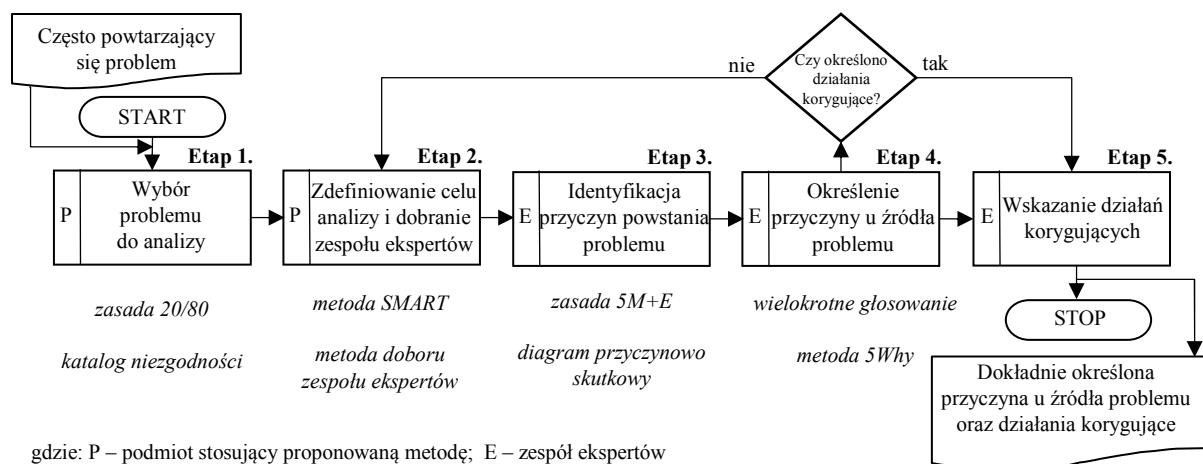 Często powtarzający
się problem
START
Czy określono
działania
korygujące?
nie
tak
Etap 1.
P
Wybór
problemu
do analizy
zasada 20/80
katalog niezgodności
Etap 2.
P
Zdefiniowanie celu
analizy i dobranie
zespołu ekspertów
metoda SMART
metoda doboru
zespołu ekspertów
Etap 3.
E
Identyfikacja
przyczyn powstania
problemu
zasada 5M+E
diagram przyczynowo
skutkowy
Etap 4.
E
Określenie
przyczyny u źródła
problemu
wielokrotne głosowanie
metoda 5Why
Etap 5.
E
Wskazanie działań
korygujących
STOP
Dokładnie określona
przyczyna u źródła problemu
oraz działania korygujące
gdzie: P – podmiot stosujący proponowaną metodę; E – zespół ekspertów